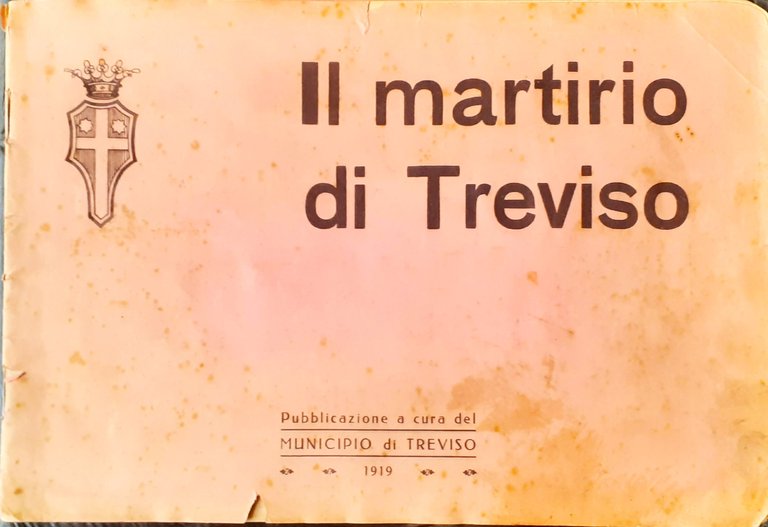 Il martirio
di Treviso
Pubblicazione a cura del
MUNICIPIO di TREVISO
1919